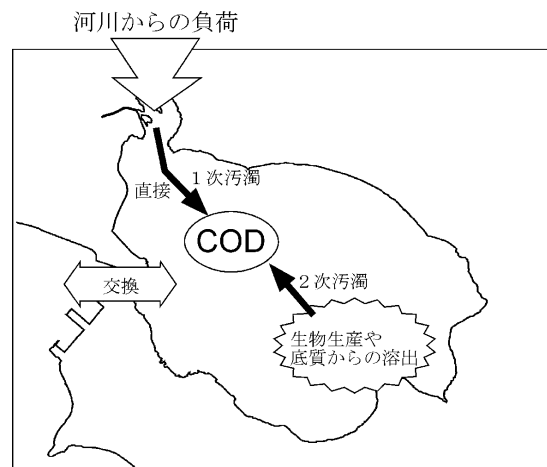 河川からの負荷
1次汚濁
直接
COD
交換
2次汚濁
生物生産や
底質からの溶出